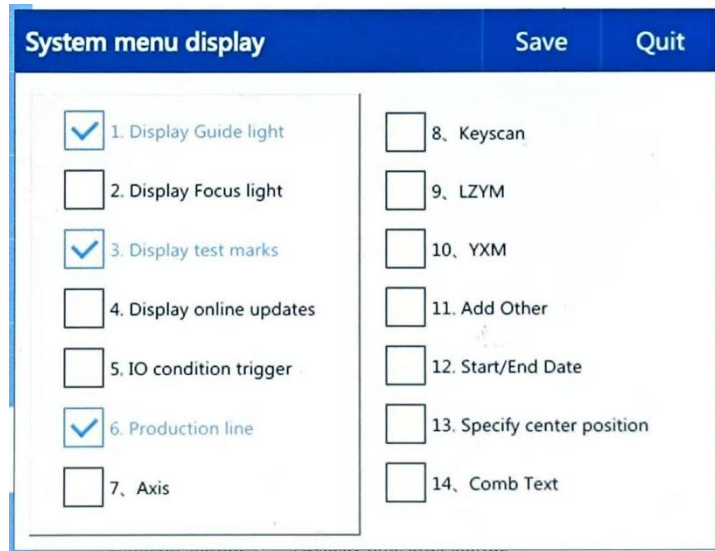 System menu display Save Quit
1. Display Guide light
2. Display Focus light
3. Display test marks
4. Display online updates
5. IO condition trigger
6. Production line
7、Axis
8、Keyscan
9、LZYM
10、YXM
11. Add Other
12. Start/End Date
13. Specify center position
14、Comb Text